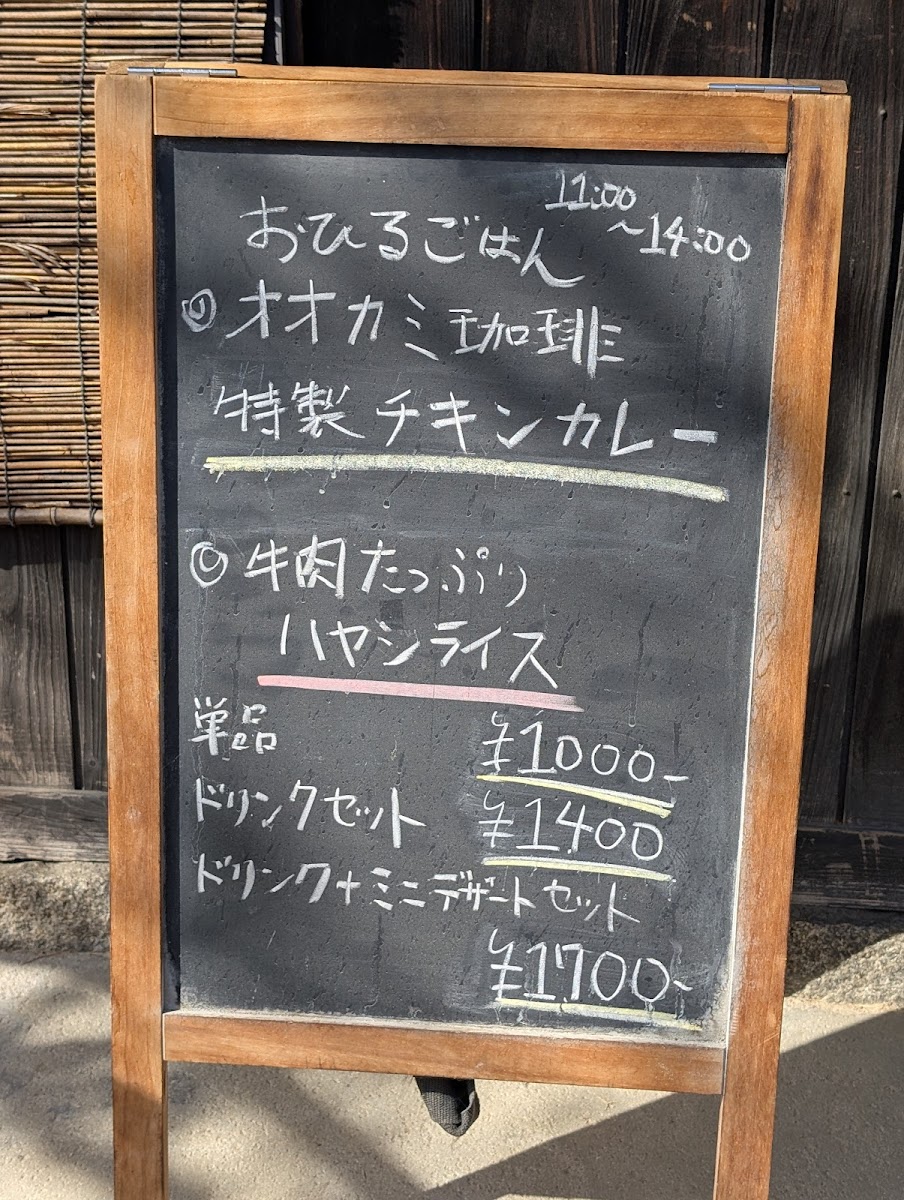 おひるごはん 11:00
~14:00
◎ オオカミ珈琲
特製チキンカレー
◎ 牛肉たっぷり
ハヤシライス
単品 ¥1000-
ドリンクセット ¥1400
ドリンク+ミニデザートセット
¥1700-